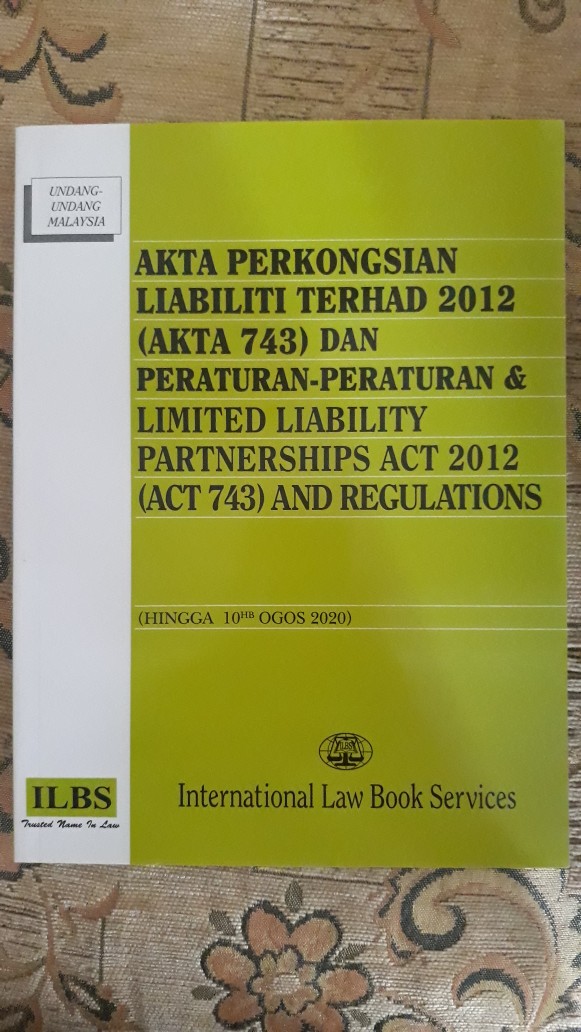 UNDANG-
UNDANG
MALAYSIA
AKTA PERKONGSIAN
LIABILITI TERHAD 2012
(AKTA 743) DAN
PERATURAN-PERATURAN &
LIMITED LIABILITY
PARTNERSHIPS ACT 2012
(ACT 743) AND REGULATIONS
(HINGGA 10HB OGOS 2020)
ILBS
International Law Book Services
ILBS
Trusted Name In Law